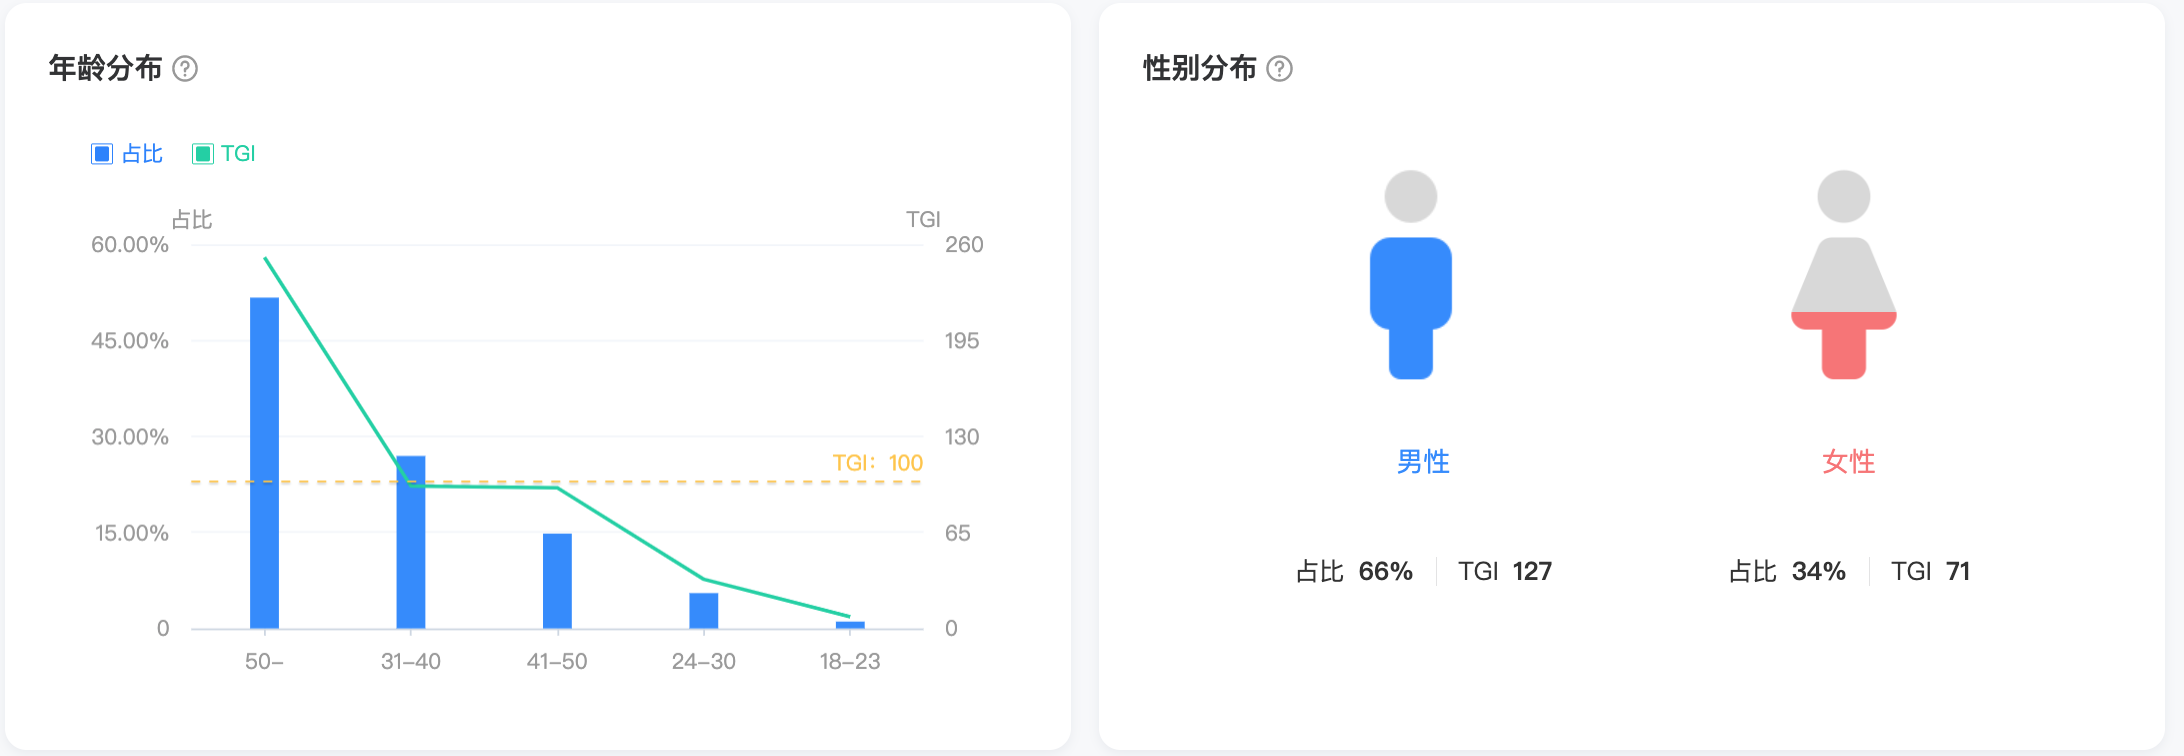 年龄分布 ?
占比 TGI
占比 TGI
60.00% 260
45.00% 195
30.00% 130
TGI: 100
15.00% 65
0 0
50– 31–40 41–50 24–30 18–23
性别分布 ?
男性 女性
占比 66% TGI 127 占比 34% TGI 71